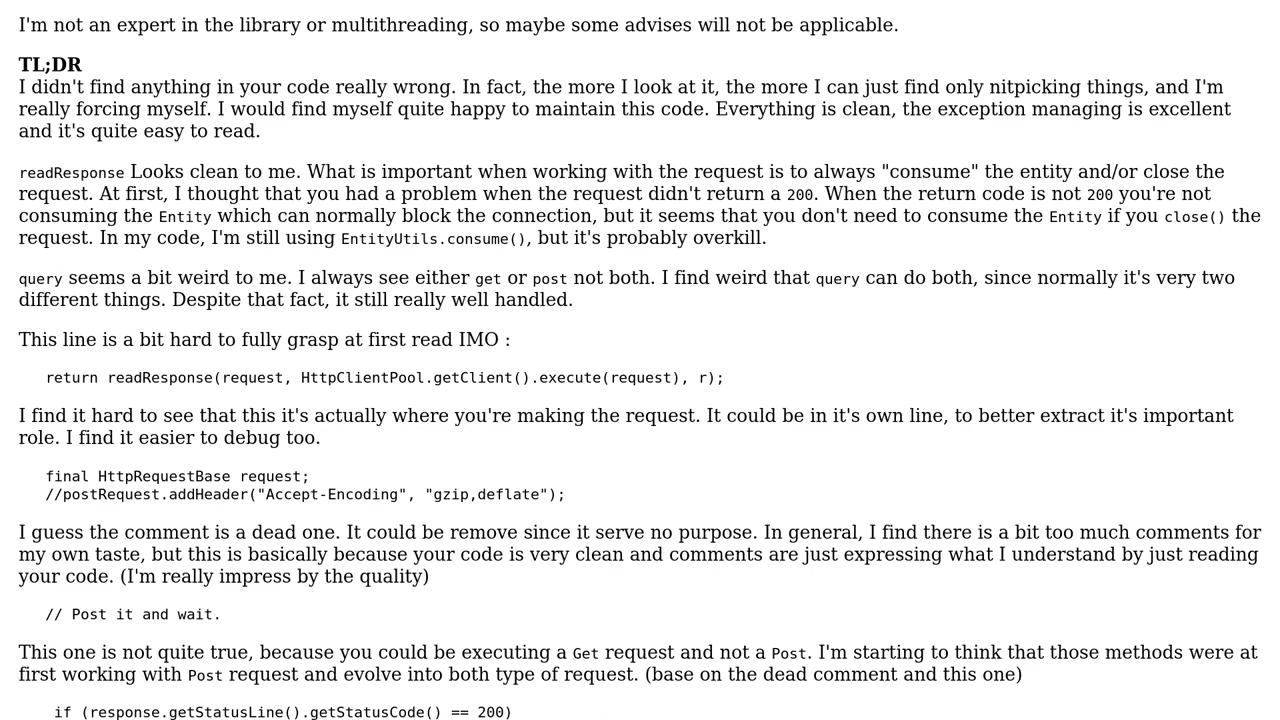 I'm not an expert in the library or multithreading, so maybe some advises will not be applicable.
TL;DR
I didn't find anything in your code really wrong. In fact, the more I look at it, the more I can just find only nitpicking things, and I'm
really forcing myself. I would find myself quite happy to maintain this code. Everything is clean, the exception managing is excellent
and it's quite easy to read.
readResponse Looks clean to me. What is important when working with the request is to always "consume" the entity and/or close the
request. At first, I thought that you had a problem when the request didn't return a 200. When the return code is not 200 you're not
consuming the Entity which can normally block the connection, but it seems that you don't need to consume the Entity if you close() the
request. In my code, I'm still using EntityUtils.consume(), but it's probably overkill.
query seems a bit weird to me. I always see either get or post not both. I find weird that query can do both, since normally it's very two
different things. Despite that fact, it still really well handled.
This line is a bit hard to fully grasp at first read IMO :
return readResponse(request, HttpClientPool.getClient().execute(request), r);
I find it hard to see that this it's actually where you're making the request. It could be in it's own line, to better extract it's important
role. I find it easier to debug too.
final HttpRequestBase request;
//postRequest.addHeader("Accept-Encoding", "gzip,deflate");
I guess the comment is a dead one. It could be remove since it serve no purpose. In general, I find there is a bit too much comments for
my own taste, but this is basically because your code is very clean and comments are just expressing what I understand by just reading
your code. (I'm really impress by the quality)
// Post it and wait.
This one is not quite true, because you could be executing a Get request and not a Post. I'm starting to think that those methods were at
first working with Post request and evolve into both type of request. (base on the dead comment and this one)
if (response.getStatusLine().getStatusCode() == 200)